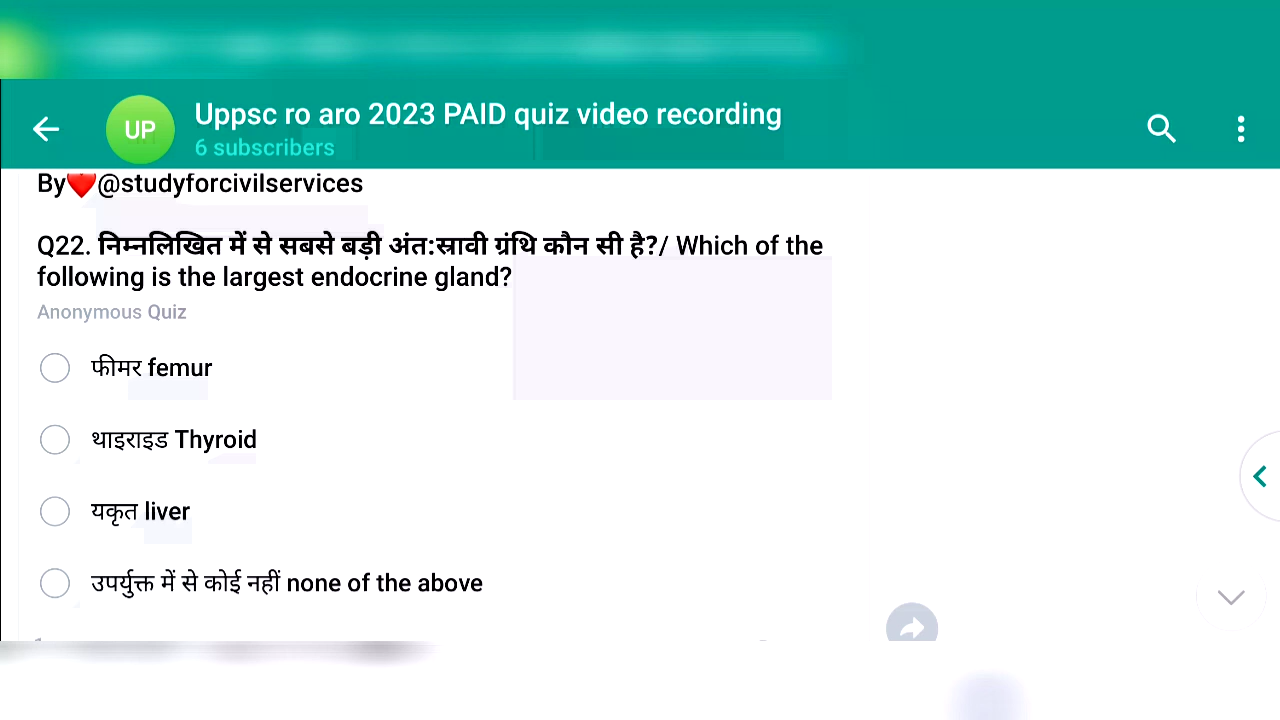 UP
Uppsc ro aro 2023 PAID quiz video recording
6 subscribers
By❤️@studyforcivilservices
Q22. निम्नलिखित में से सबसे बड़ी अंत:स्रावी ग्रंथि कौन सी है?/ Which of the
following is the largest endocrine gland?
Anonymous Quiz
फीमर femur
थाइराइड Thyroid
यकृत liver
उपर्युक्त में से कोई नहीं none of the above